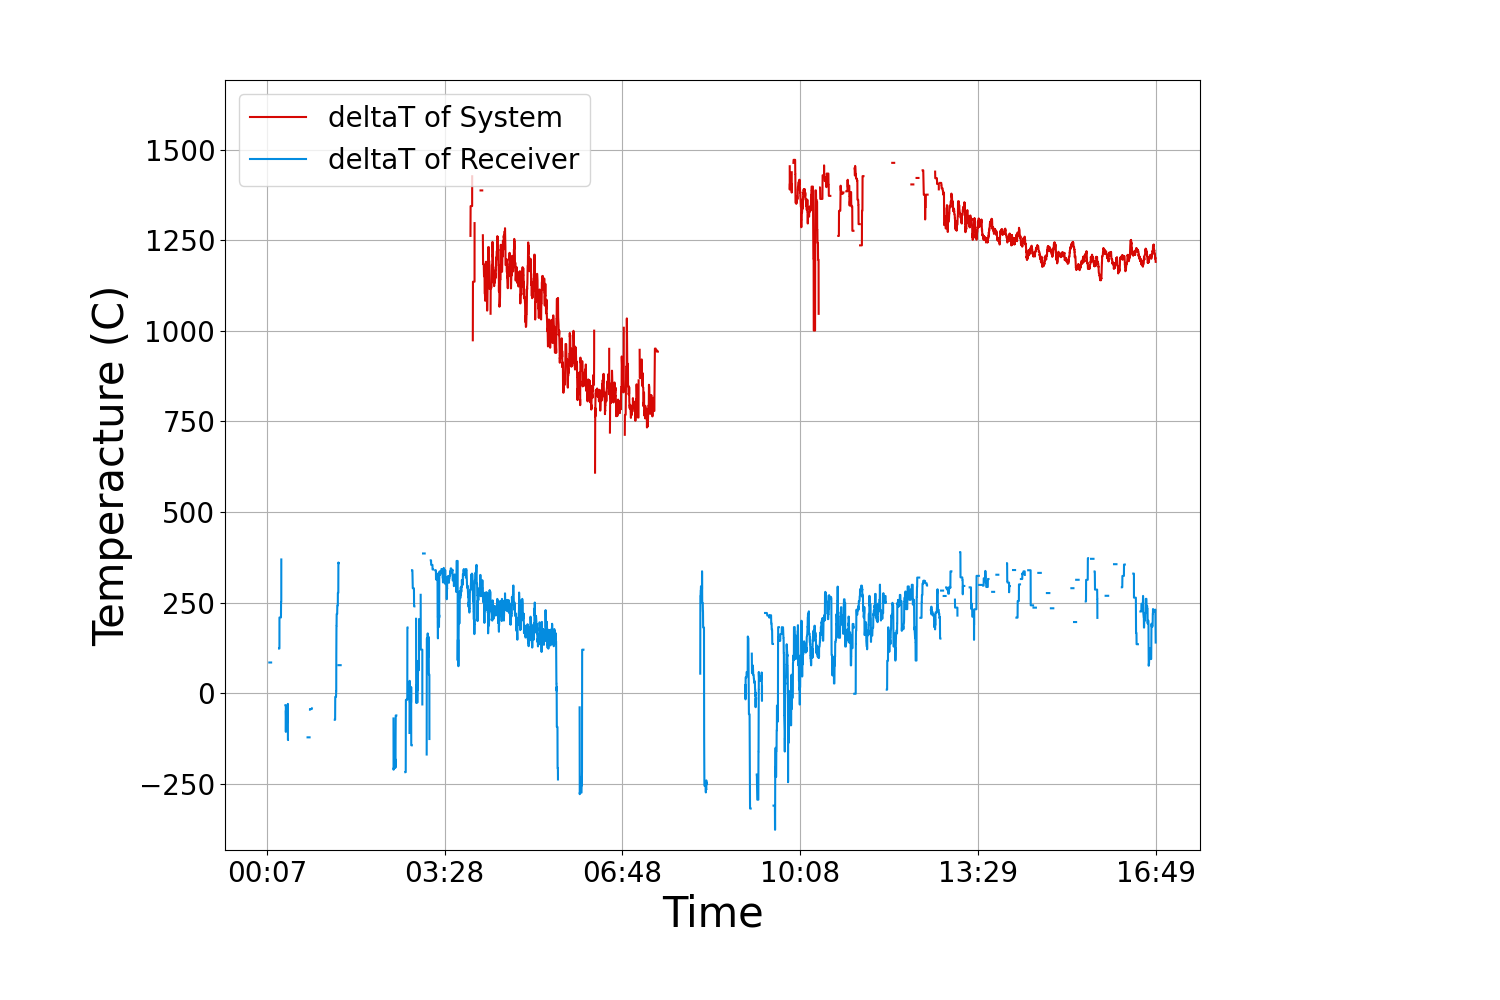 deltaT of System
deltaT of Receiver
Temperacture (C)
1500
1250
1000
750
500
250
0
−250
00:07 03:28 06:48 10:08 13:29 16:49
Time